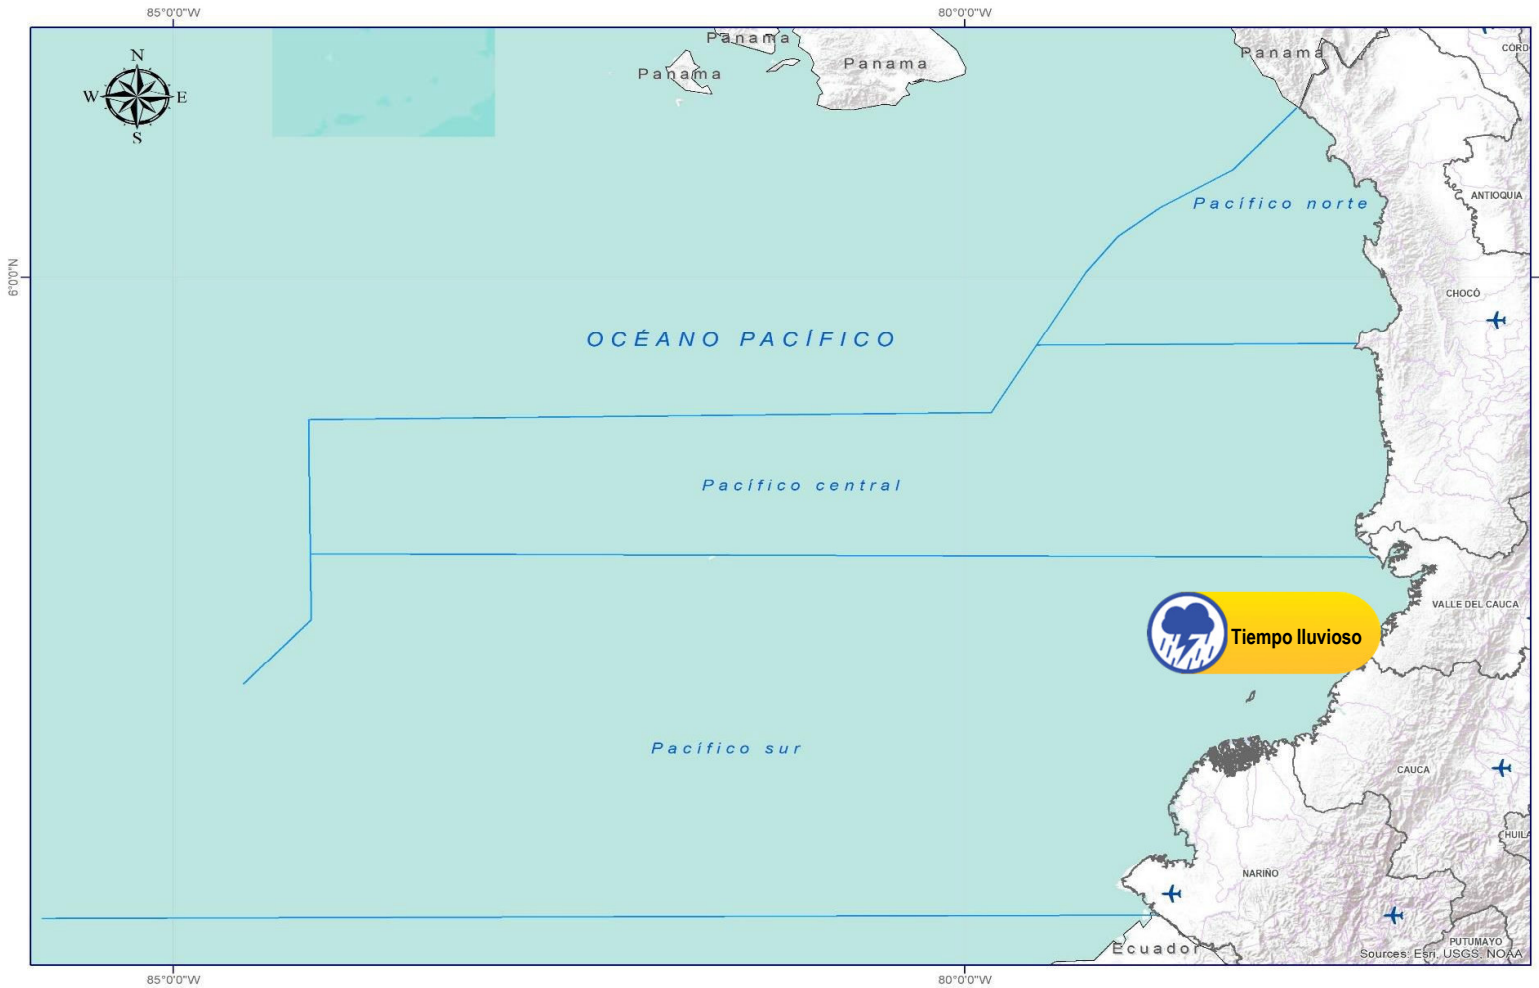 85°0'0"W
80°0'0"W
N
W
E
S
Panama
Panama
Panama
Panama
CÓRD
ANTIOQUIA
Pacífico norte
6°0'0"N
CHOCÓ
OCÉANO PACÍFICO
Pacífico central
VALLE DEL CAUCA
Tiempo lluvioso
Pacífico sur
CAUCA
HUILA
NARIÑO
PUTUMAYO
Ecuador
Sources: Esri, USGS, NOAA
85°0'0"W
80°0'0"W